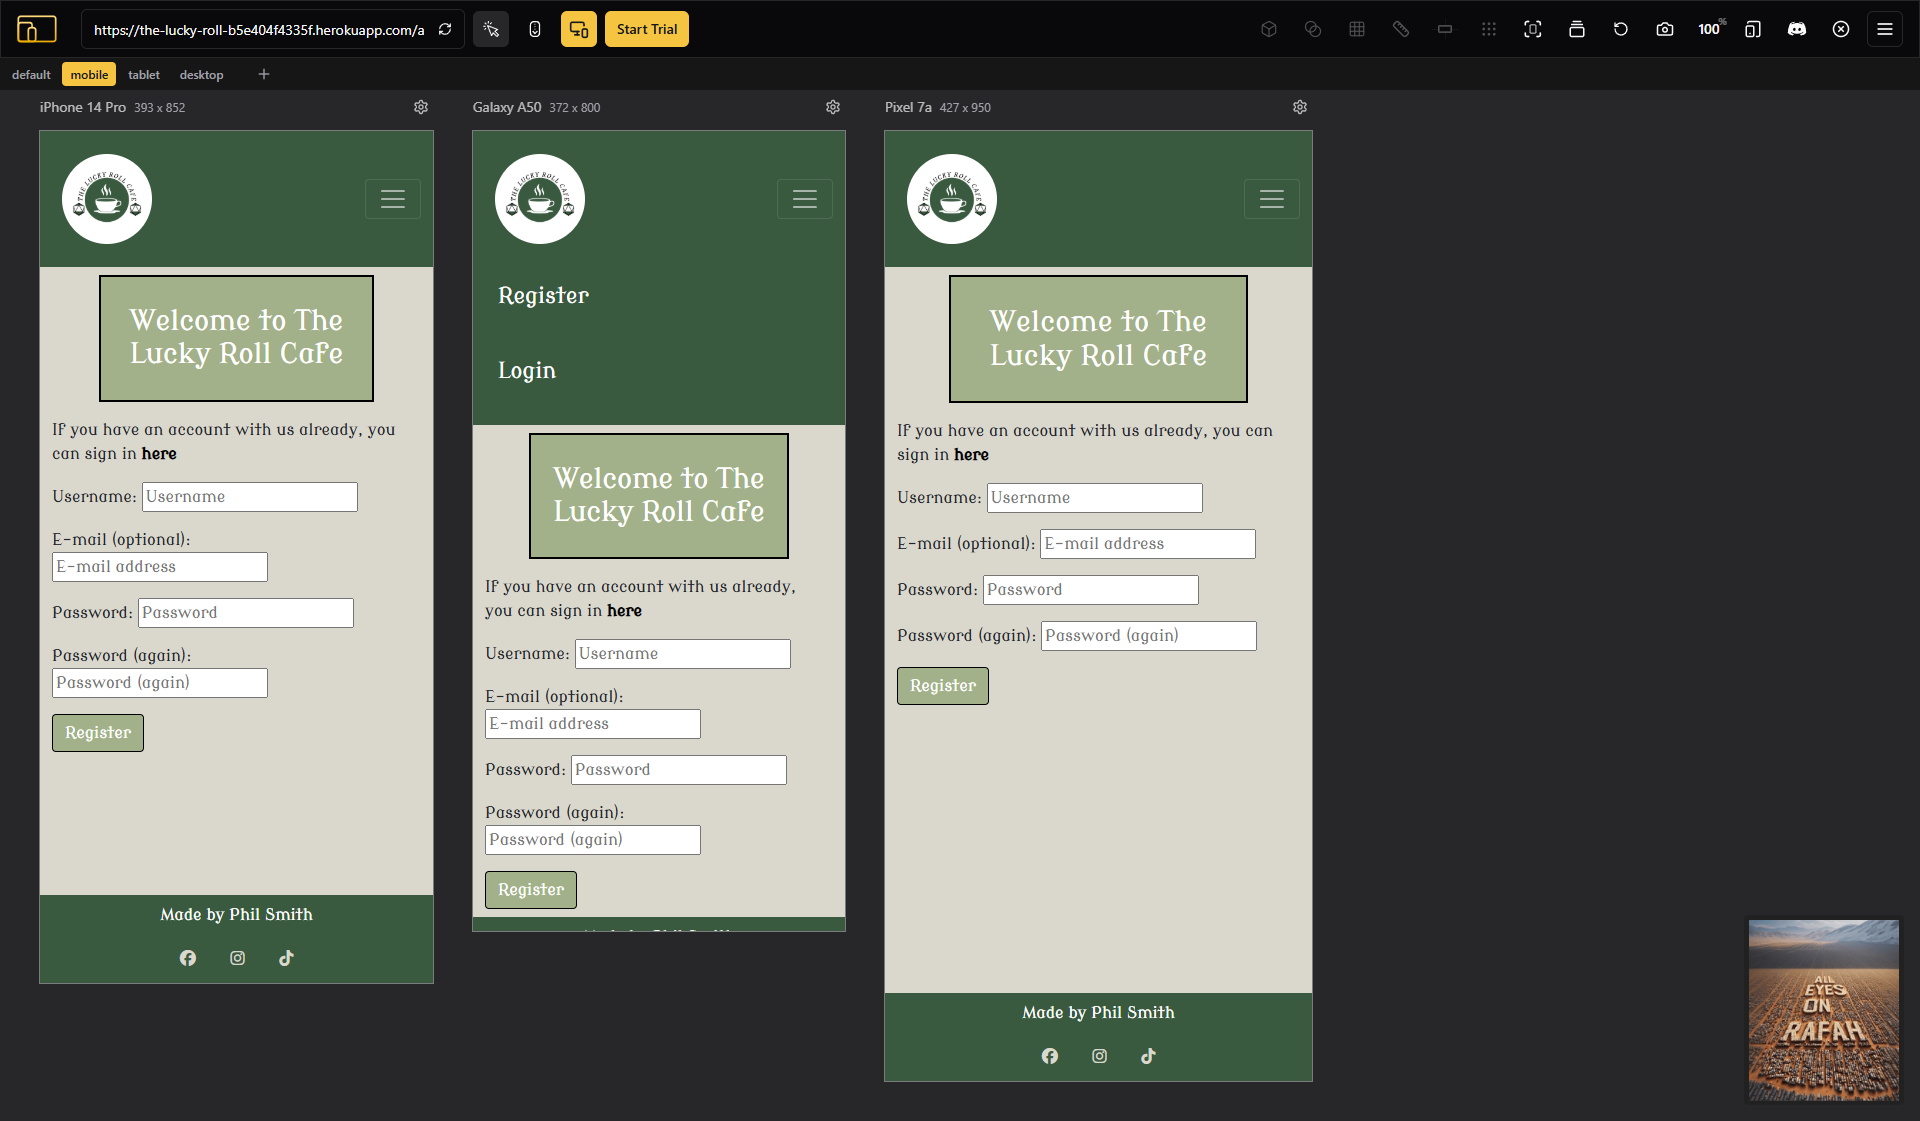 https://the-lucky-roll-b5e404f4335f.herokuapp.com/a
Start Trial
100%
default
mobile
tablet
desktop
iPhone 14 Pro 393 x 852
THE LUCKY ROLL CAFE
Welcome to The
Lucky Roll Cafe
If you have an account with us already, you
can sign in here
Username: Username
E-mail (optional):
E-mail address
Password: Password
Password (again):
Password (again)
Register
Made by Phil Smith
Galaxy A50 372 x 800
THE LUCKY ROLL CAFE
Register
Login
Welcome to The
Lucky Roll Cafe
If you have an account with us already,
you can sign in here
Username: Username
E-mail (optional):
E-mail address
Password: Password
Password (again):
Password (again)
Register
Pixel 7a 427 x 950
THE LUCKY ROLL CAFE
Welcome to The
Lucky Roll Cafe
If you have an account with us already, you can
sign in here
Username: Username
E-mail (optional): E-mail address
Password: Password
Password (again): Password (again)
Register
Made by Phil Smith
ALL
EYES
ON
RAFAH